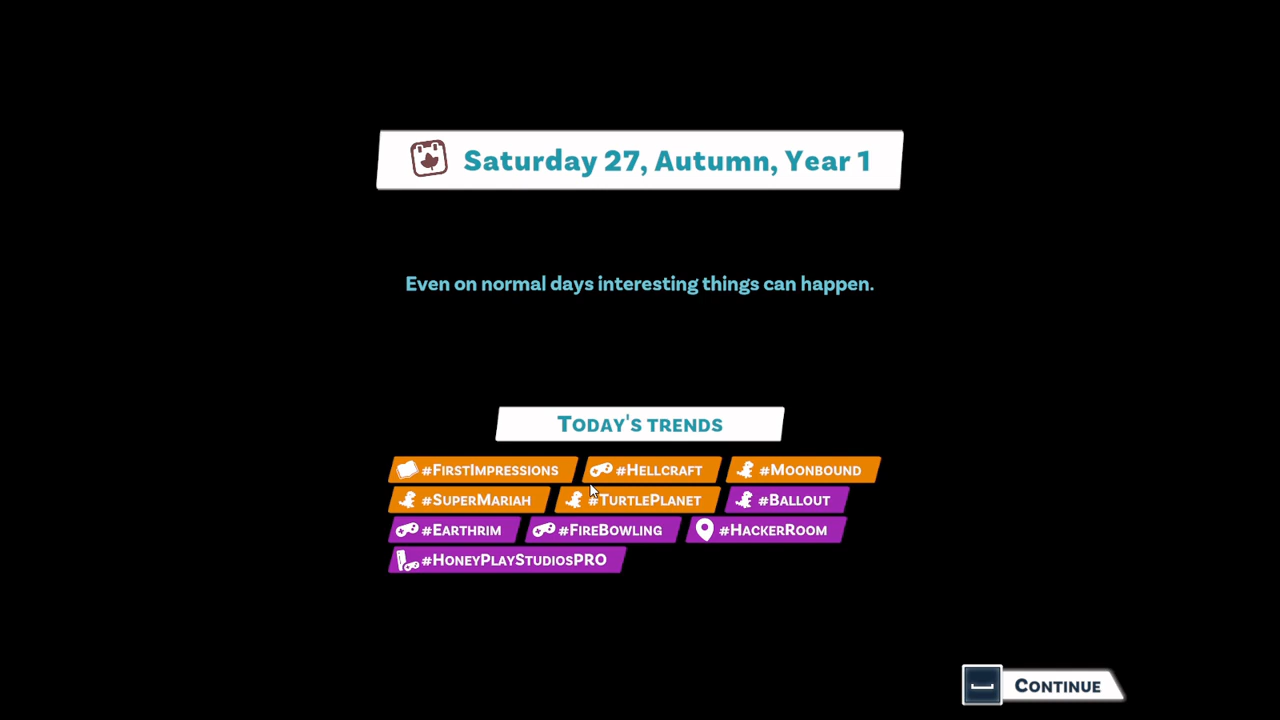 Saturday 27, Autumn, Year 1
Even on normal days interesting things can happen.
Today's trends
#FirstImpressions #Hellcraft #Moonbound
#SuperMariah #TurtlePlanet #Ballout
#Earthrim #FireBowling #HackerRoom
#HoneyPlayStudiosPRO
Continue